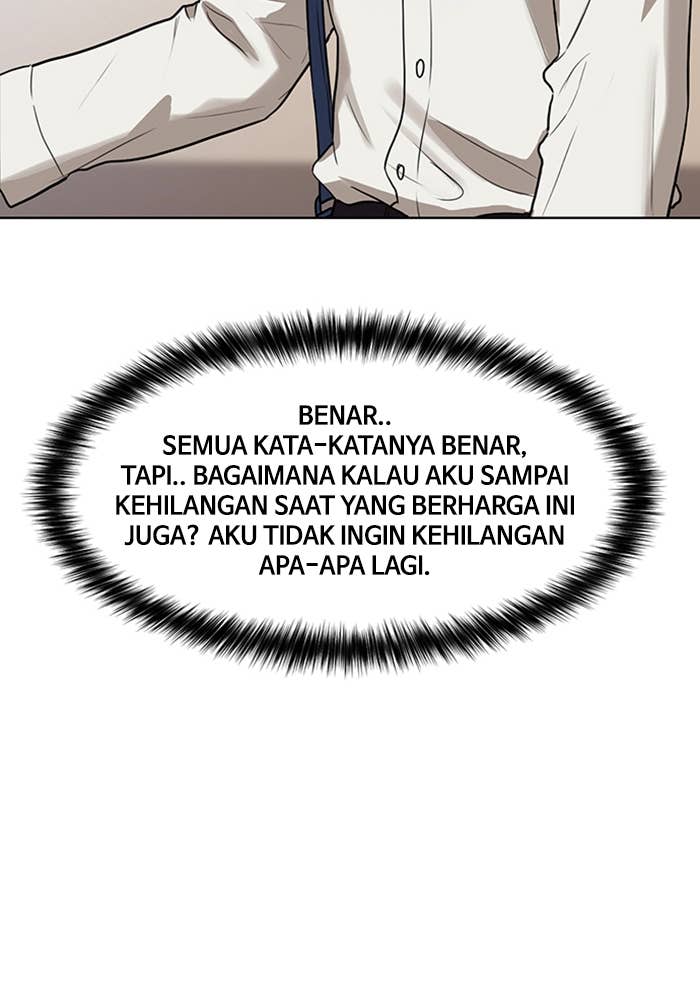 BENAR..
SEMUA KATA-KATANYA BENAR,
TAPI.. BAGAIMANA KALAU AKU SAMPAI
KEHILANGAN SAAT YANG BERHARGA INI
JUGA? AKU TIDAK INGIN KEHILANGAN
APA-APA LAGI.